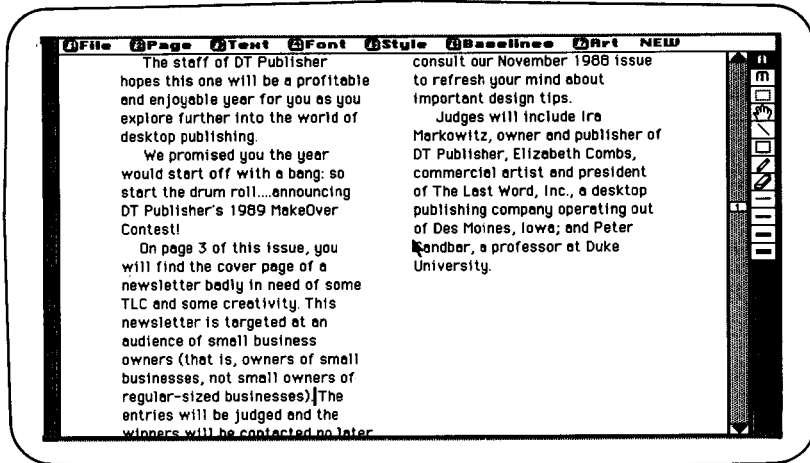 File Page Text Font Style Baselines Art NEW
The staff of DT Publisher
hopes this one will be a profitable
and enjoyable year for you as you
explore further into the world of
desktop publishing.
We promised you the year
would start off with a bang: so
start the drum roll....announcing
DT Publisher's 1989 MakeOver
Contest!
On page 3 of this issue, you
will find the cover page of a
newsletter badly in need of some
TLC and some creativity. This
newsletter is targeted at an
audience of small business
owners (that is, owners of small
businesses, not small owners of
regular-sized businesses). The
entries will be judged and the
winners will be contacted no later
consult our November 1988 issue
to refresh your mind about
important design tips.
Judges will include Ira
Markowitz, owner and publisher of
DT Publisher, Elizabeth Combs,
commercial artist and president
of The Last Word, Inc., a desktop
publishing company operating out
of Des Moines, Iowa; and Peter
Sandbar, a professor at Duke
University.
1
m